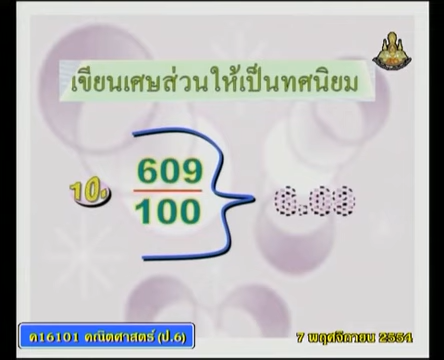 เขียนเศษส่วนให้เป็นทศนิยม
10.
609
100
6.09
ค16101 คณิตศาสตร์ (ป.6)
7 พฤศจิกายน 2554